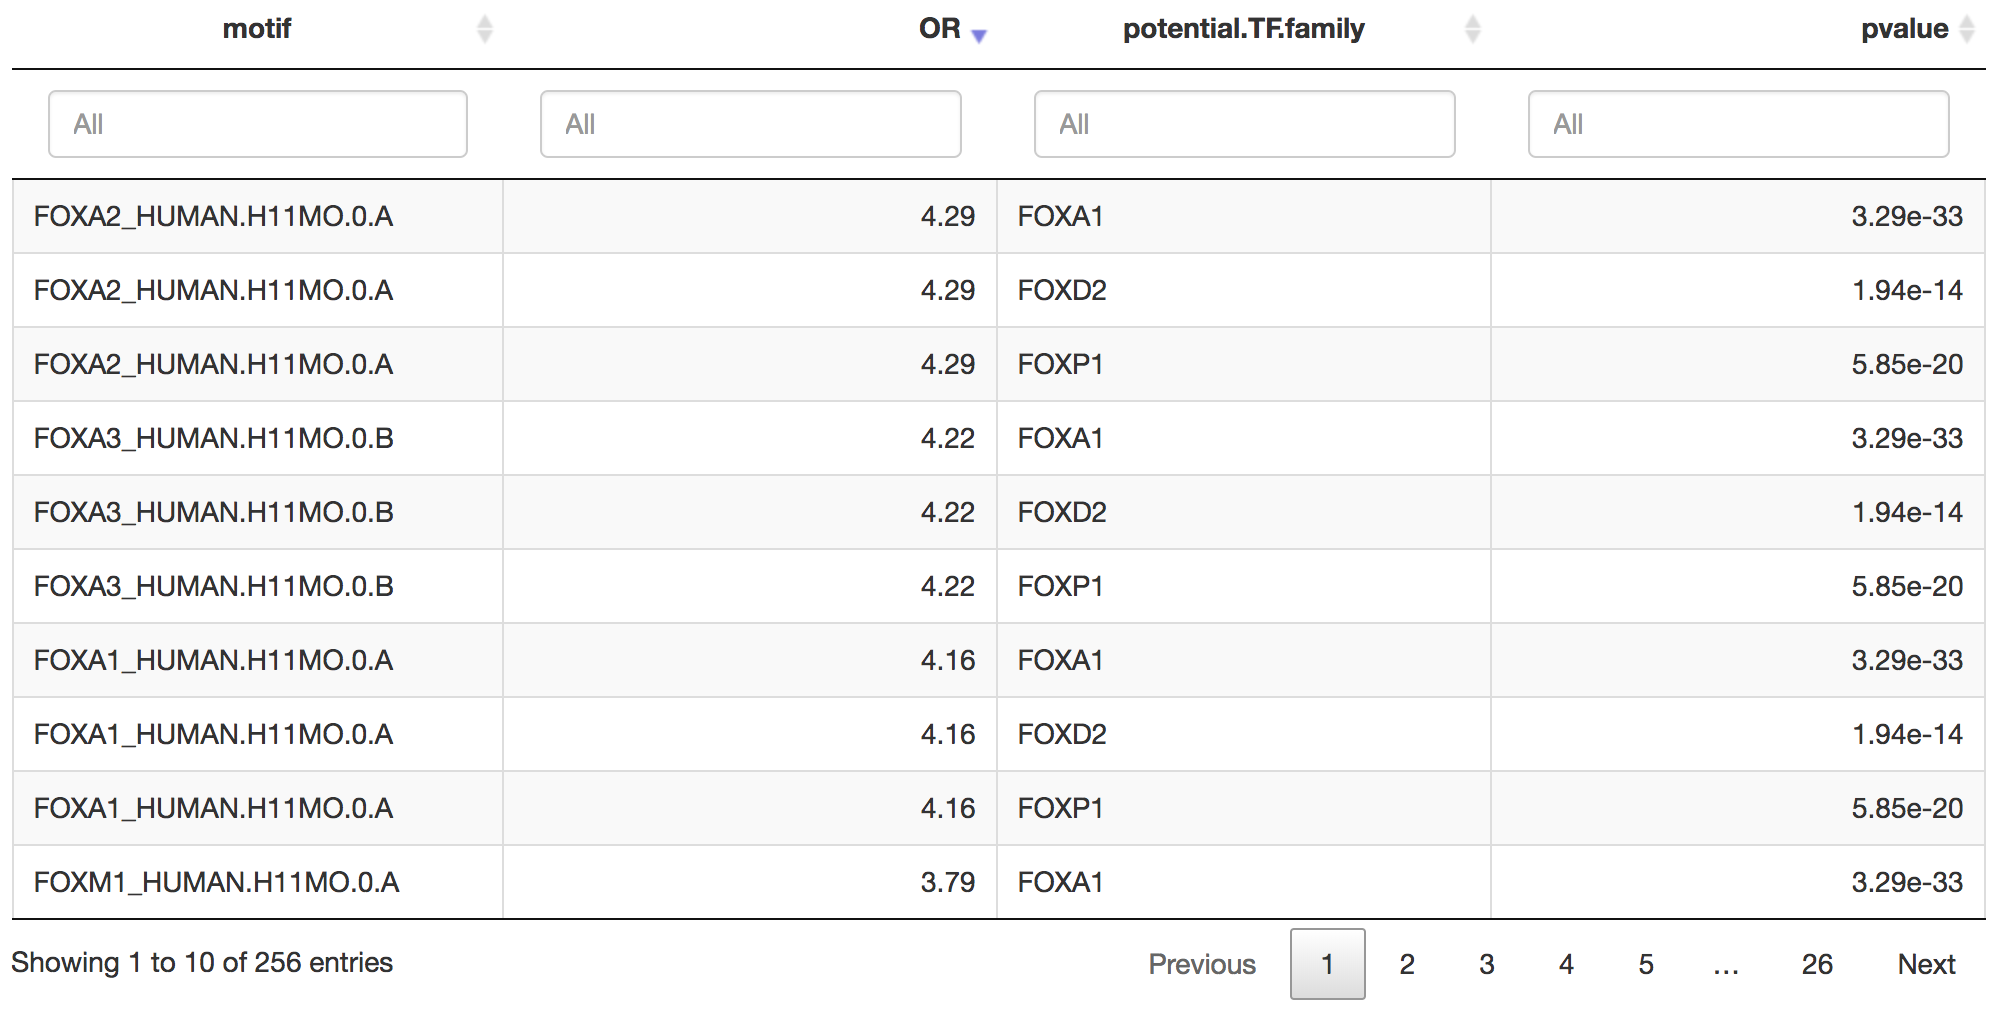 motif OR potential.TF.family pvalue
All All All All
FOXA2_HUMAN.H11MO.0.A 4.29 FOXA1 3.29e-33
FOXA2_HUMAN.H11MO.0.A 4.29 FOXD2 1.94e-14
FOXA2_HUMAN.H11MO.0.A 4.29 FOXP1 5.85e-20
FOXA3_HUMAN.H11MO.0.B 4.22 FOXA1 3.29e-33
FOXA3_HUMAN.H11MO.0.B 4.22 FOXD2 1.94e-14
FOXA3_HUMAN.H11MO.0.B 4.22 FOXP1 5.85e-20
FOXA1_HUMAN.H11MO.0.A 4.16 FOXA1 3.29e-33
FOXA1_HUMAN.H11MO.0.A 4.16 FOXD2 1.94e-14
FOXA1_HUMAN.H11MO.0.A 4.16 FOXP1 5.85e-20
FOXM1_HUMAN.H11MO.0.A 3.79 FOXA1 3.29e-33
Showing 1 to 10 of 256 entries Previous 1 2 3 4 5 … 26 Next